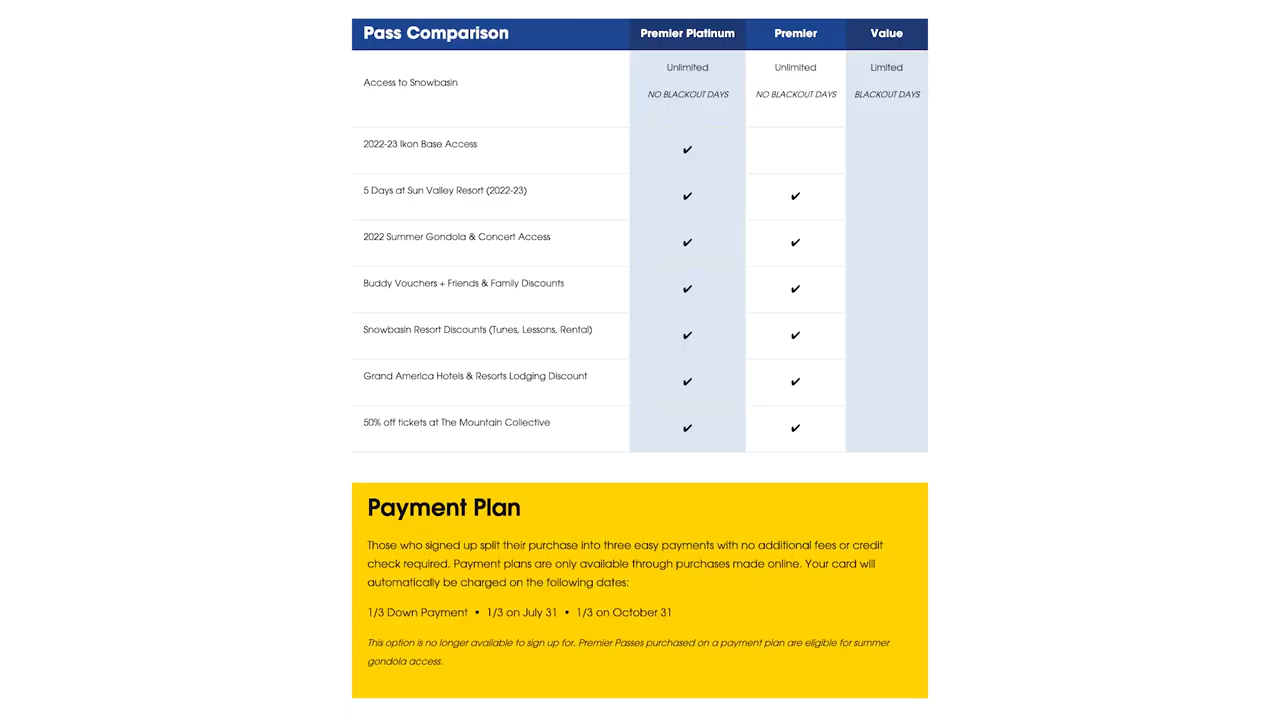 Pass Comparison Premier Platinum Premier Value
Access to Snowbasin Unlimited Unlimited Limited
NO BLACKOUT DAYS NO BLACKOUT DAYS BLACKOUT DAYS
2022-23 Ikon Base Access ✔
5 Days at Sun Valley Resort (2022-23) ✔ ✔
2022 Summer Gondola & Concert Access ✔ ✔
Buddy Vouchers + Friends & Family Discounts ✔ ✔
Snowbasin Resort Discounts (Tunes, Lessons, Rental) ✔ ✔
Grand America Hotels & Resorts Lodging Discount ✔ ✔
50% off tickets at The Mountain Collective ✔ ✔
Payment Plan
Those who signed up split their purchase into three easy payments with no additional fees or credit
check required. Payment plans are only available through purchases made online. Your card will
automatically be charged on the following dates:
1/3 Down Payment • 1/3 on July 31 • 1/3 on October 31
This option is no longer available to sign up for. Premier Passes purchased on a payment plan are eligible for summer
gondola access.